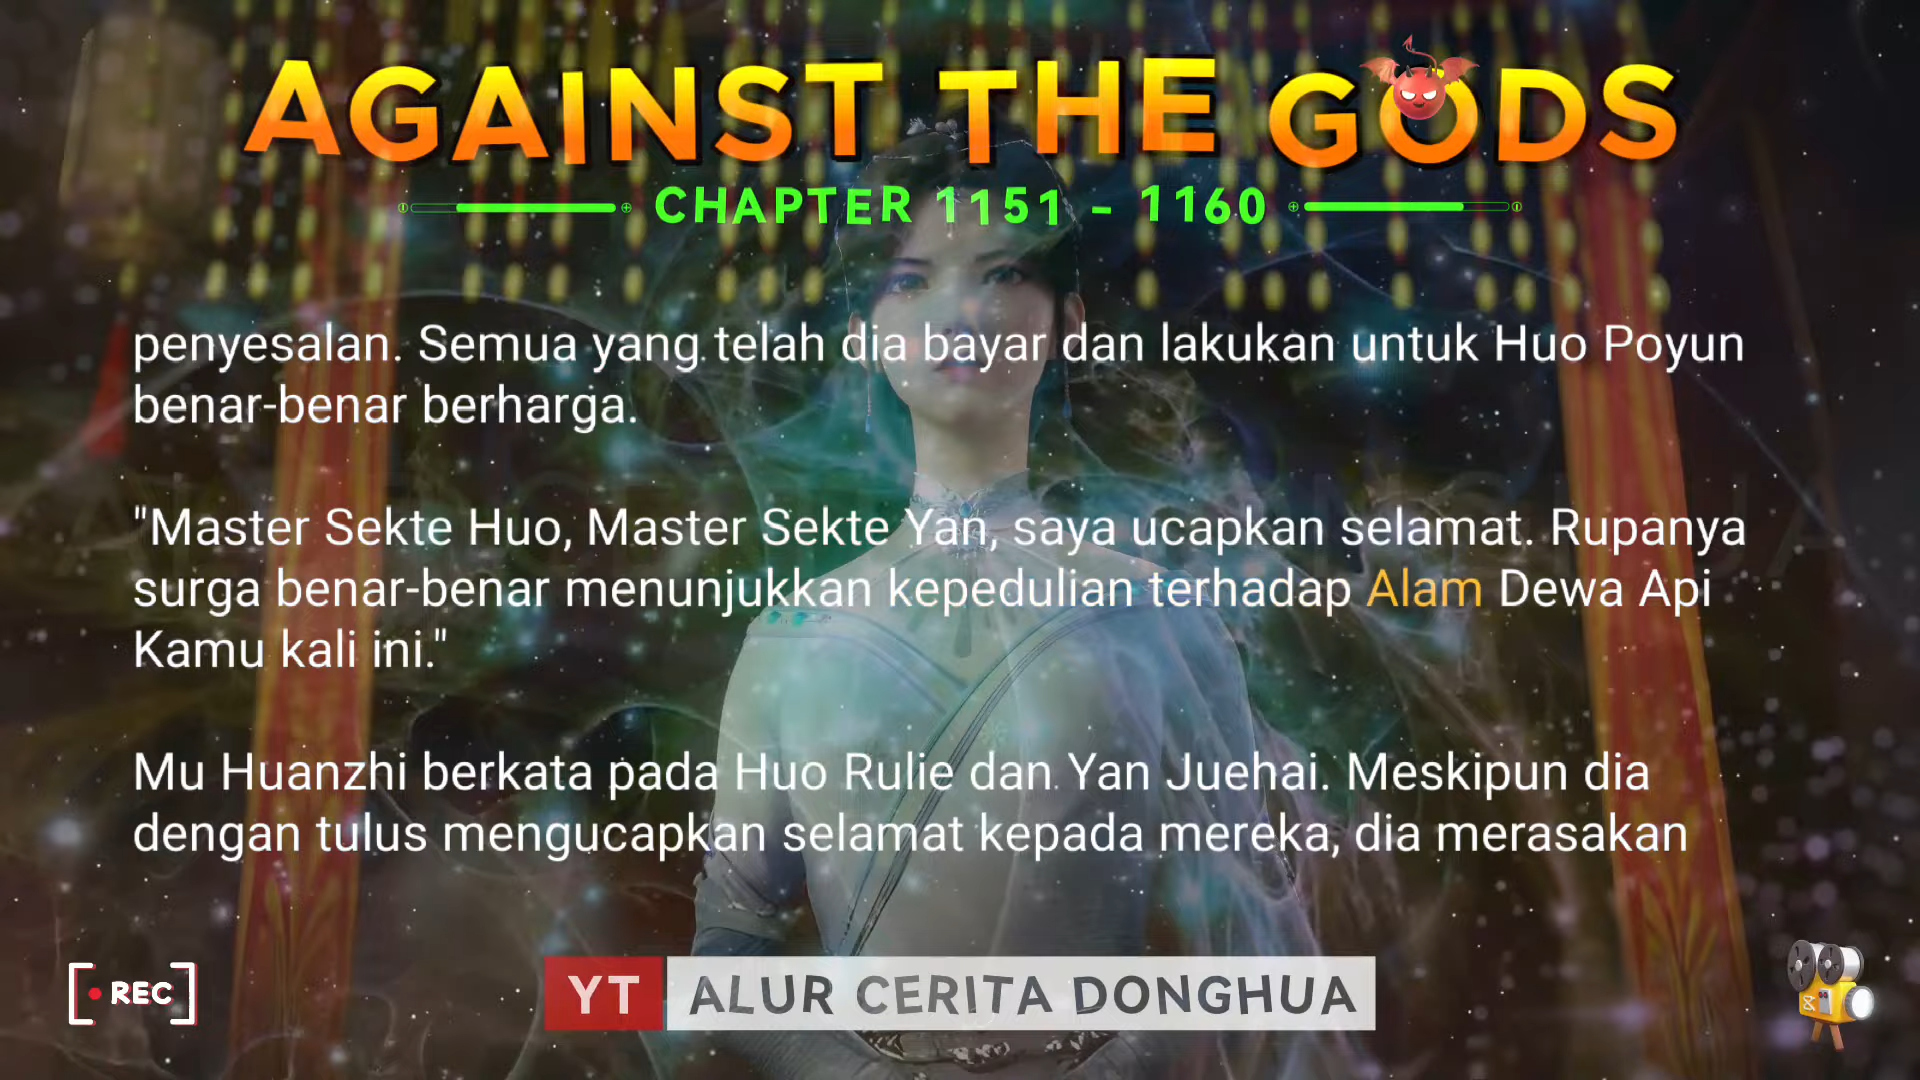 AGAINST THE GODS
CHAPTER 1151 - 1160
penyesalan. Semua yang telah dia bayar dan lakukan untuk Huo Poyun
benar-benar berharga.
"Master Sekte Huo, Master Sekte Yan, saya ucapkan selamat. Rupanya
surga benar-benar menunjukkan kepedulian terhadap Alam Dewa Api
Kamu kali ini."
Mu Huanzhi berkata pada Huo Rulie dan Yan Juehai. Meskipun dia
dengan tulus mengucapkan selamat kepada mereka, dia merasakan
REC
YT ALUR CERITA DONGHUA